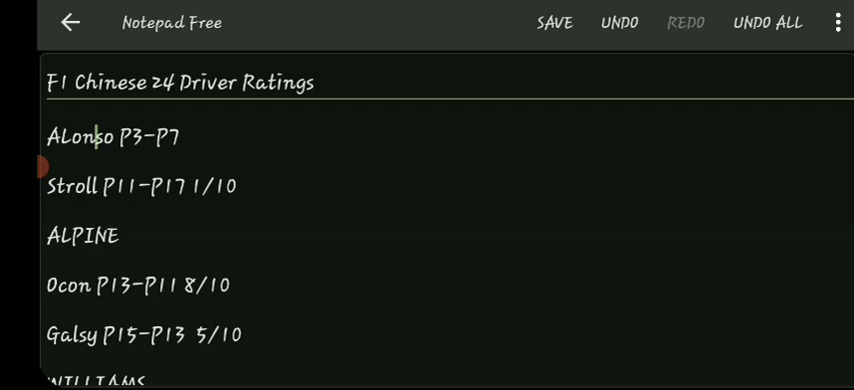 Notepad Free SAVE UNDO REDO UNDO ALL
F1 Chinese 24 Driver Ratings
ALonso P3-P7
Stroll P11-P17 1/10
ALPINE
Ocon P13-P11 8/10
Galsy P15-P13 5/10
WILLIAMS